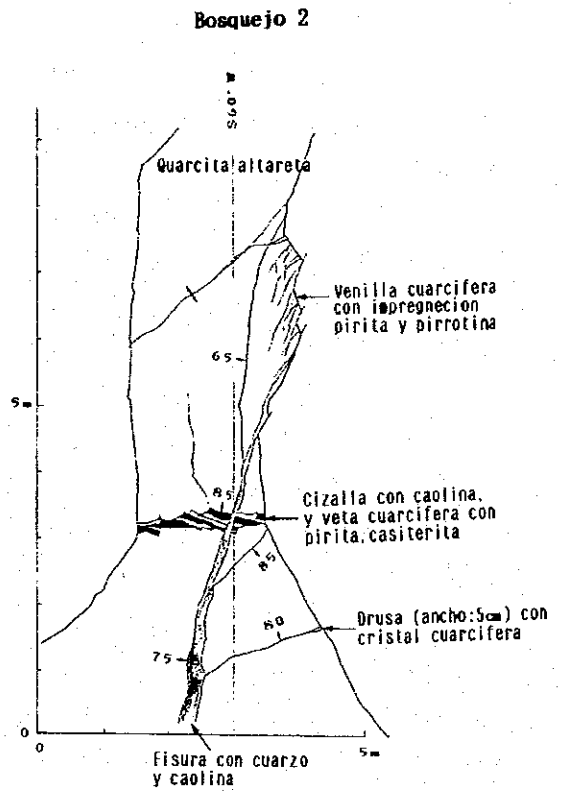 Bosquejo 2
S60°W
Quarcita altareta
Venilla cuarcifera
con impregnecion
pirita y pirrotina
65
5m
85
Cizalla con caolina,
y veta cuarcifera con
pirita, casiterita
85
80
Drusa (ancho:5cm) con
cristal cuarcifera
75
0
0
5m
Fisura con cuarzo
y caolina